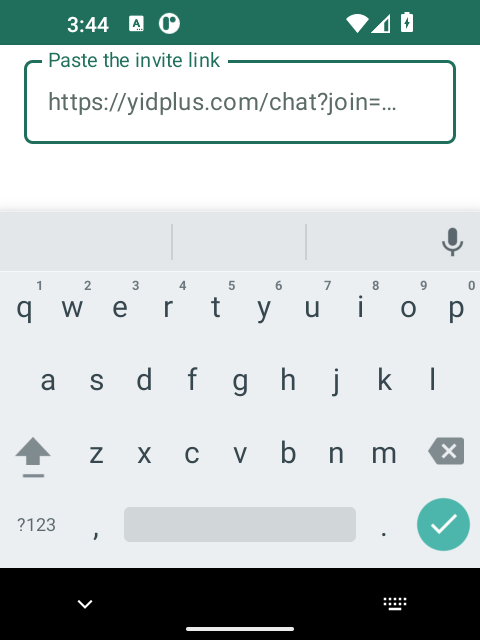 3:44
Paste the invite link
https://yidplus.com/chat?join=...
1 2 3 4 5 6 7 8 9 0
q w e r t y u i o p
a s d f g h j k l
z x c v b n m
?123 , .